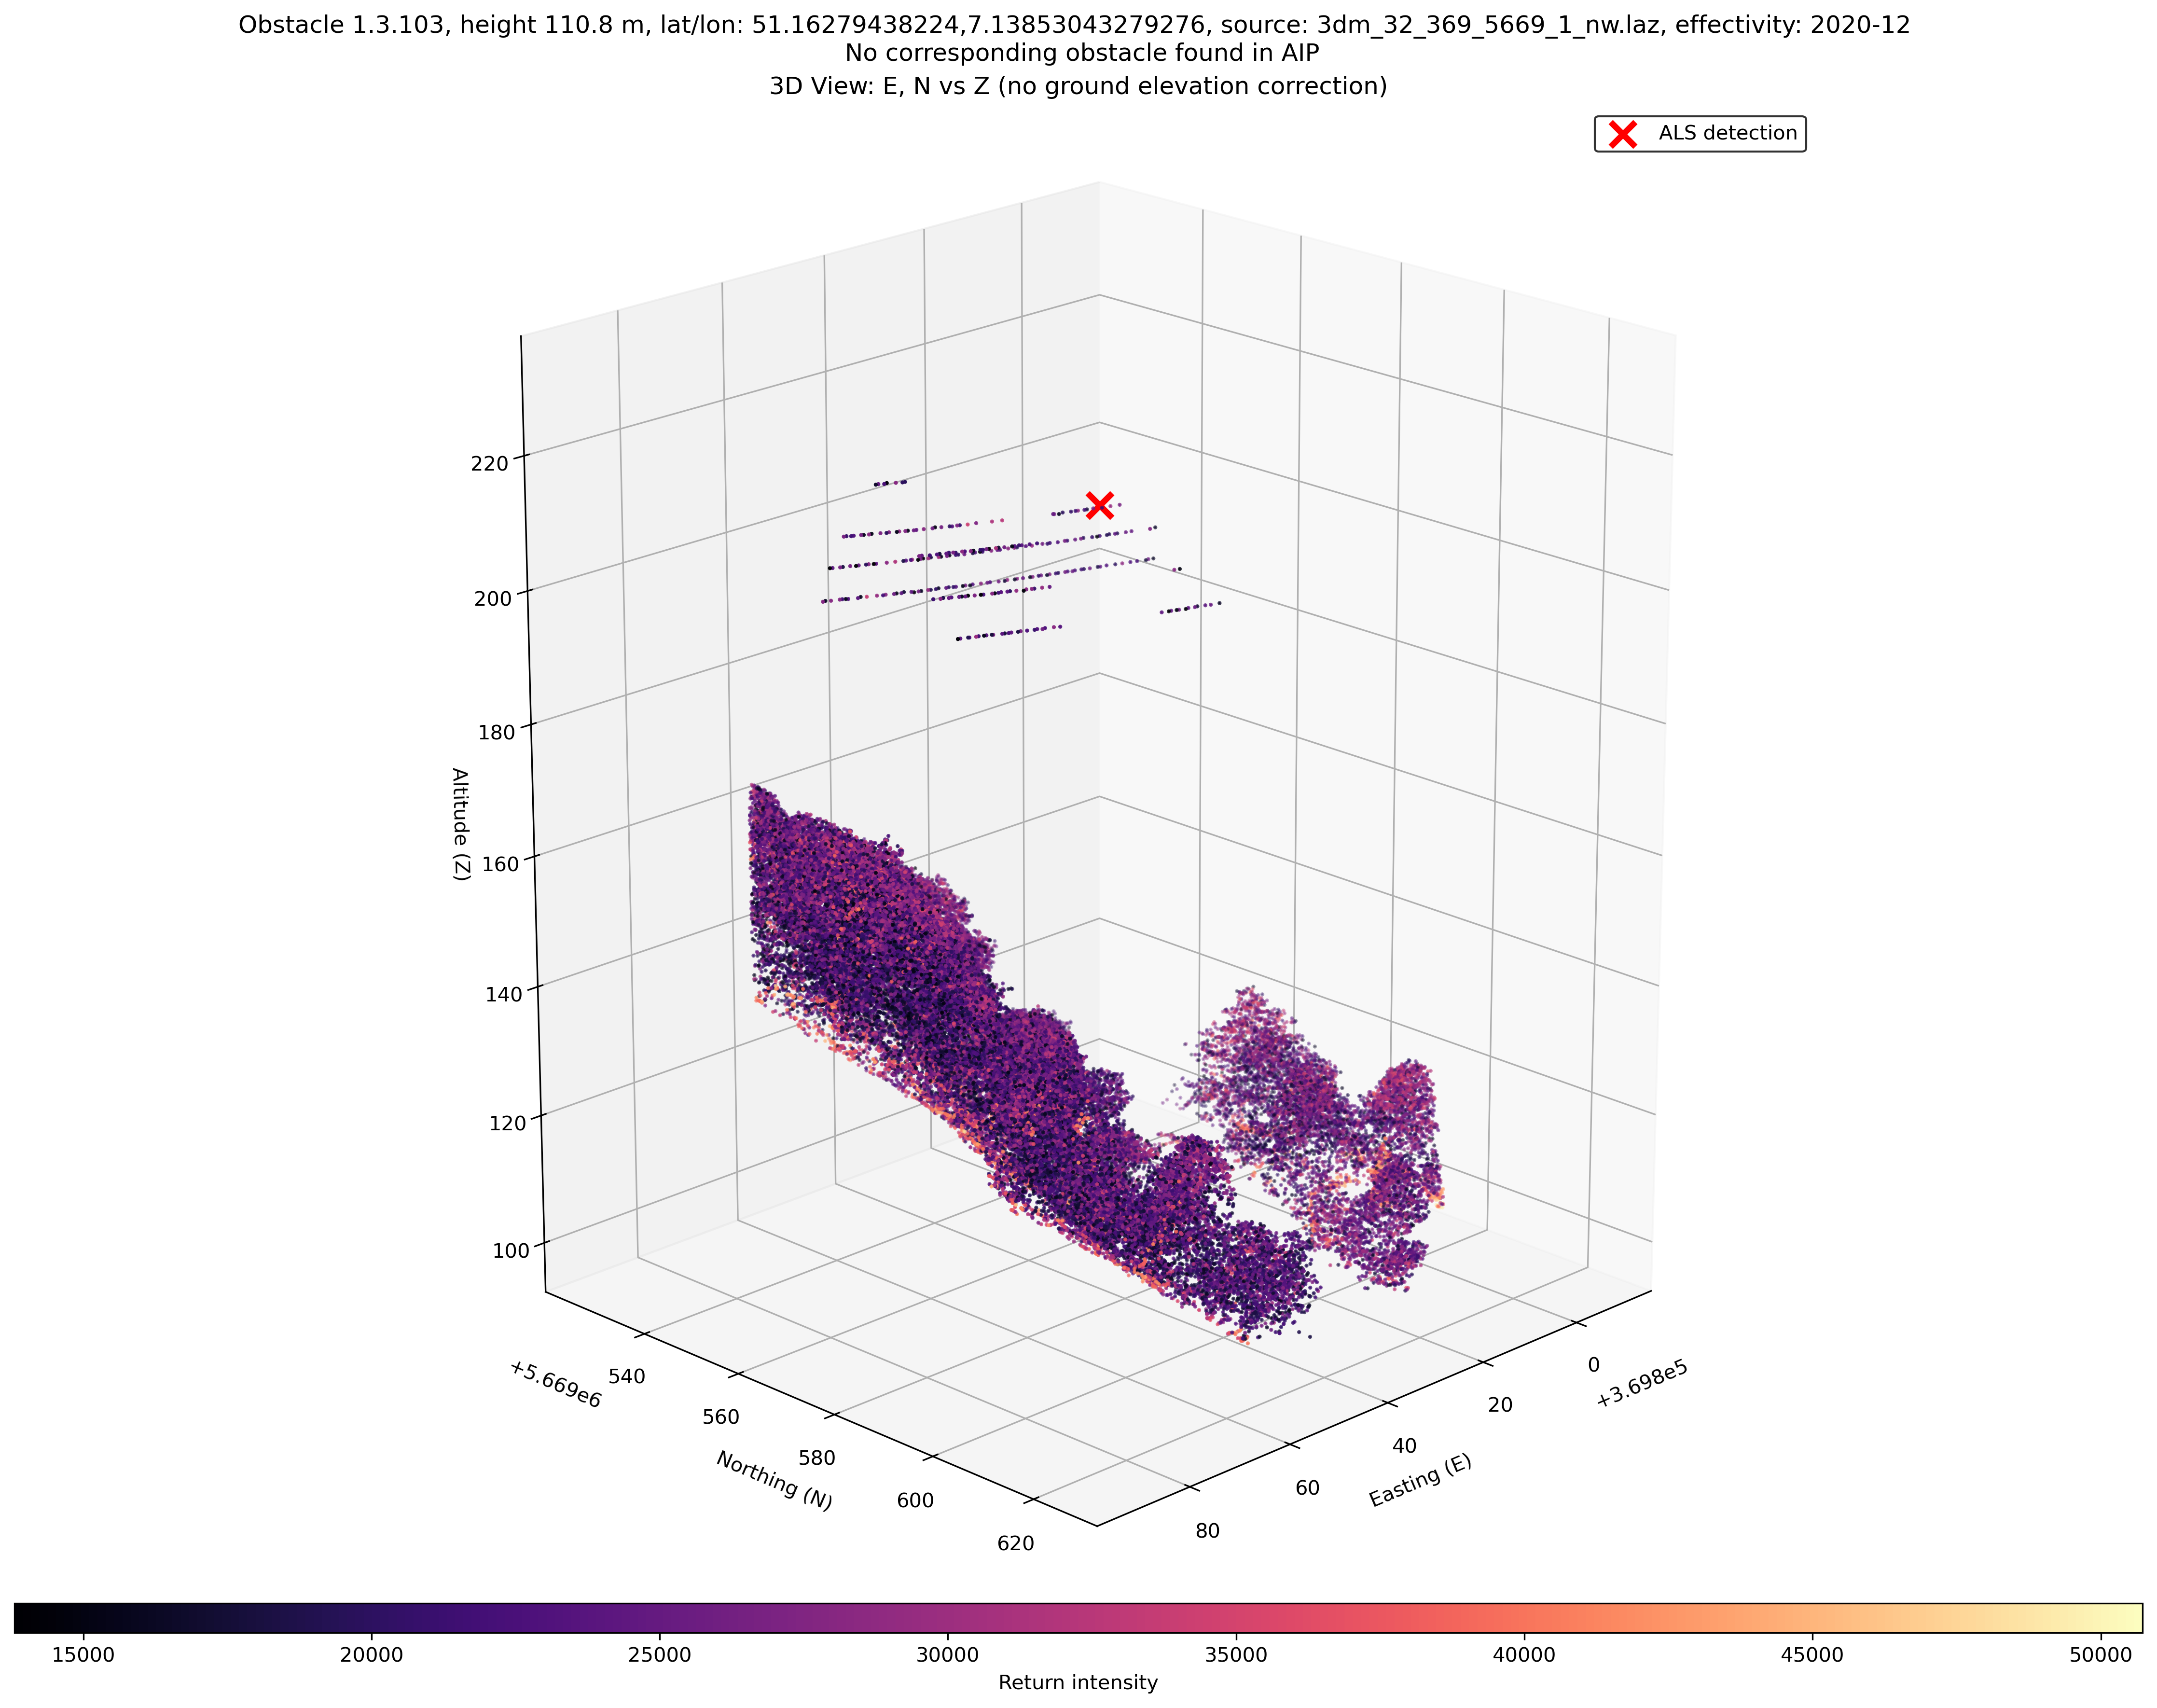 Obstacle 1.3.103, height 110.8 m, lat/lon: 51.16279438224,7.13853043279276, source: 3dm_32_369_5669_1_nw.laz, effectivity: 2020-12
No corresponding obstacle found in AIP
3D View: E, N vs Z (no ground elevation correction)
ALS detection
220
200
180
160
140
120
100
Altitude (Z)
+5.669e6
540
560
580
600
620
Northing (N)
0
20
40
60
80
+3.698e5
Easting (E)
15000
20000
25000
30000
35000
40000
45000
50000
Return intensity